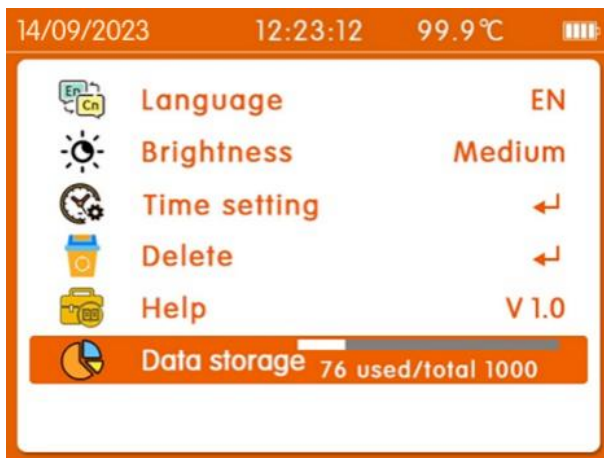 14/09/2023 12:23:12 99.9℃
En
Cn
Language EN
Brightness Medium
Time setting
Delete
Help V 1.0
Data storage 76 used/total 1000